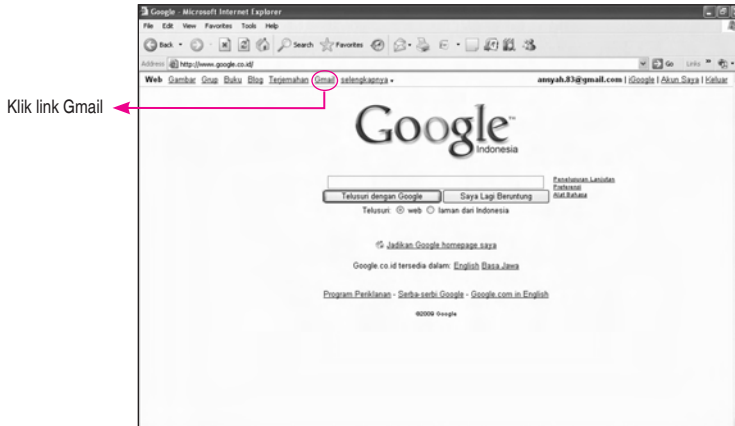 Google - Microsoft Internet Explorer
File Edit View Favorites Tools Help
Back Search Favorites
Address http://www.google.co.id/ Go Links
Web Gambar Grup Buku Blog Terjemahan Gmail selengkapnya
@gmail.com | iGoogle | Akun Saya | Keluar
Klik link Gmail
Google™
Indonesia
Penelusuran Lanjutan
Preferensi
Alat Bahasa
Telusuri dengan Google Saya Lagi Beruntung
Telusuri: web laman dari Indonesia
Jadikan Google homepage saya
Google.co.id tersedia dalam: English Basa Jawa
Program Periklanan - Serba-serbi Google - Google.com in English
©2009 Google